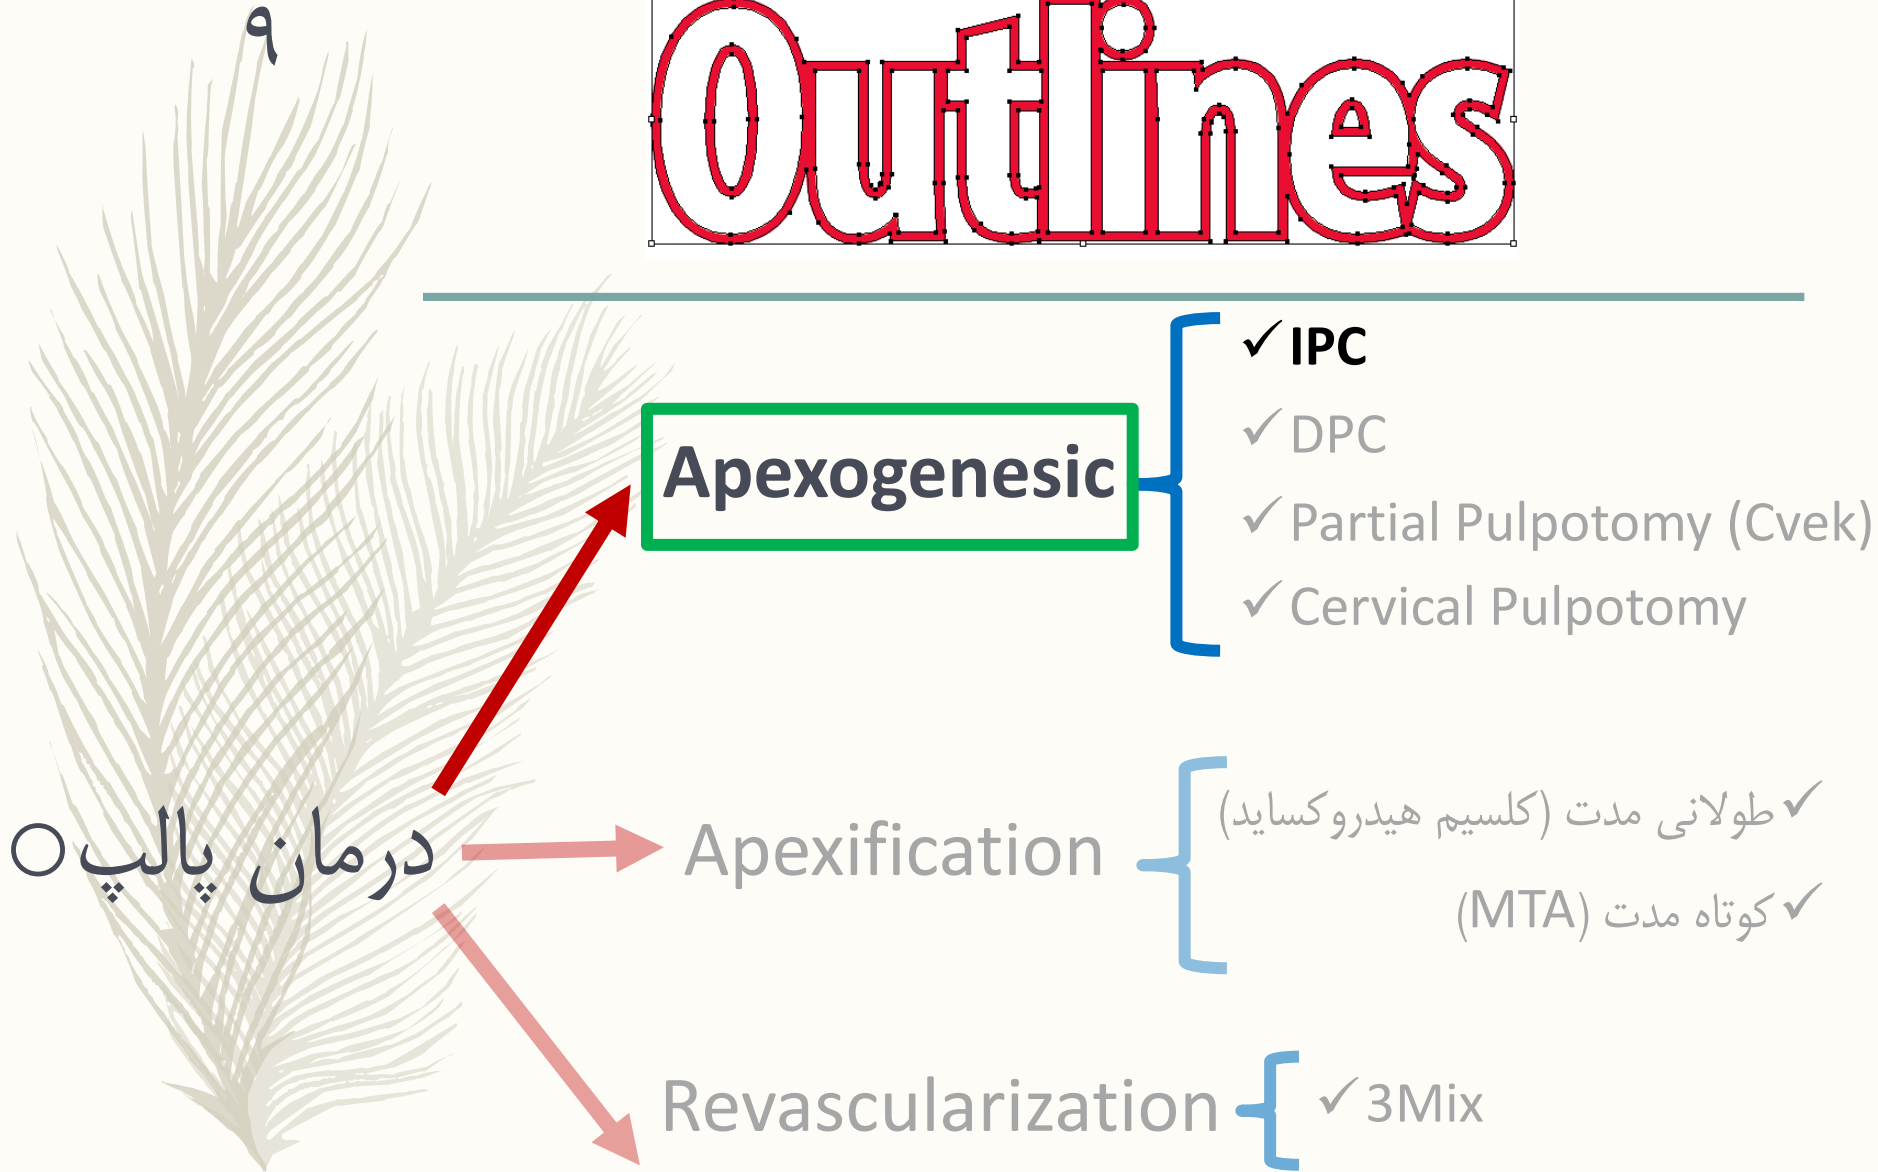 ۹
Outlines
درمان پالپ
Apexogenesic
✓ IPC
✓ DPC
✓ Partial Pulpotomy (Cvek)
✓ Cervical Pulpotomy
Apexification
✓ طولانی مدت (کلسیم هیدروکساید)
✓ کوتاه مدت (MTA)
Revascularization
✓ 3Mix